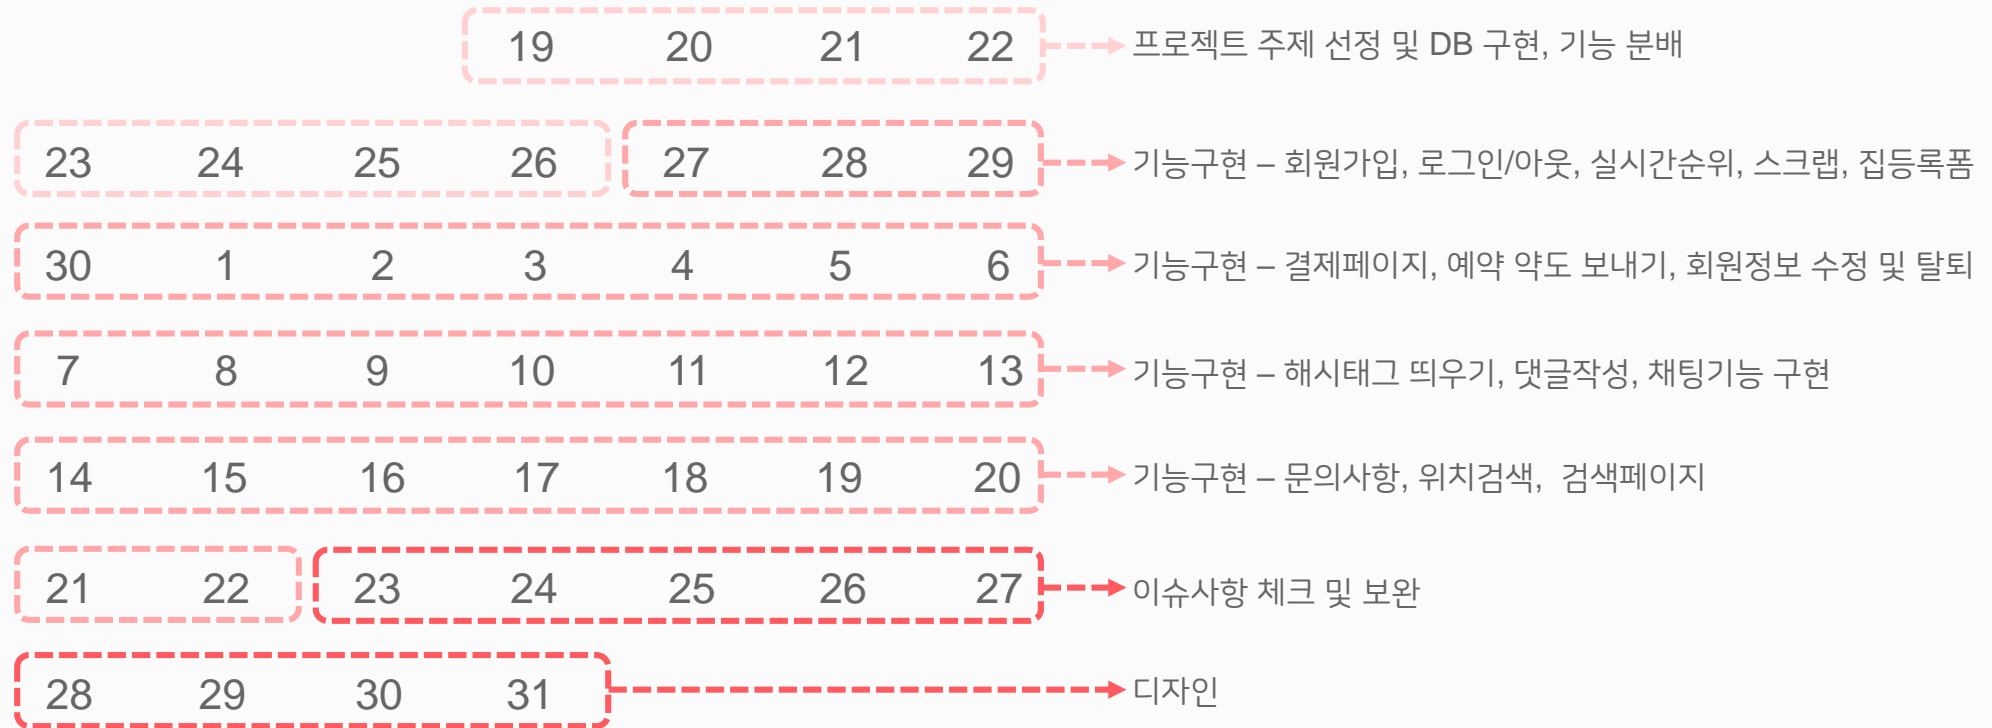 19 20 21 22 프로젝트 주제 선정 및 DB 구현, 기능 분배
23 24 25 26 27 28 29 기능구현 – 회원가입, 로그인/아웃, 실시간순위, 스크랩, 집등록폼
30 1 2 3 4 5 6 기능구현 – 결제페이지, 예약 약도 보내기, 회원정보 수정 및 탈퇴
7 8 9 10 11 12 13 기능구현 – 해시태그 띄우기, 댓글작성, 채팅기능 구현
14 15 16 17 18 19 20 기능구현 – 문의사항, 위치검색, 검색페이지
21 22 23 24 25 26 27 이슈사항 체크 및 보완
28 29 30 31 디자인